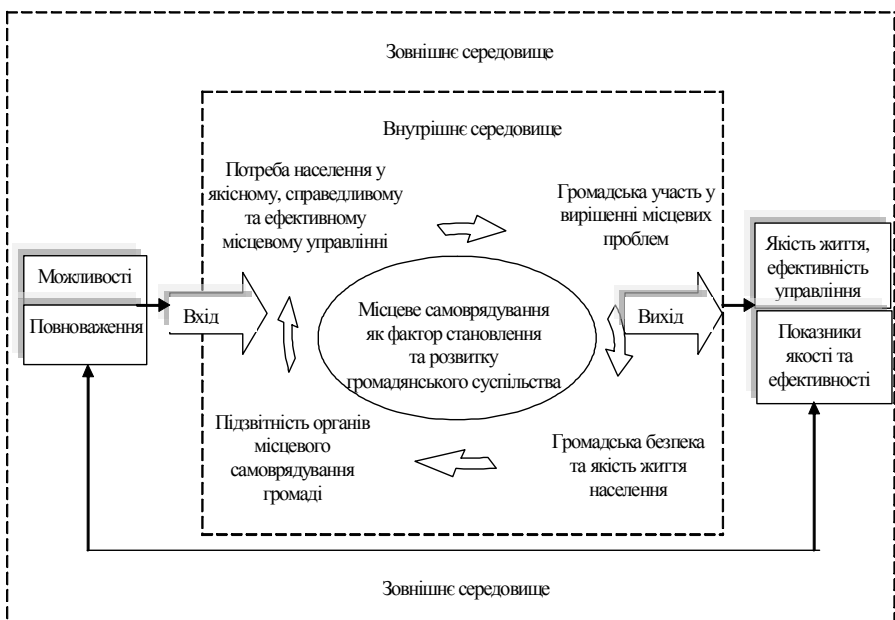 Зовнішнє середовище
Внутрішнє середовище
Потреба населення у
якісному, справедливому
та ефективному
місцевому управлінні
Громадська участь у
вирішенні місцевих
проблем
Можливості
Повноваження
Вхід
Місцеве самоврядування
як фактор становлення
та розвитку
громадянського суспільства
Вихід
Якість життя,
ефективність
управління
Показники
якості та
ефективності
Підзвітність органів
місцевого
самоврядування
громаді
Громадська безпека
та якість життя
населення
Зовнішнє середовище